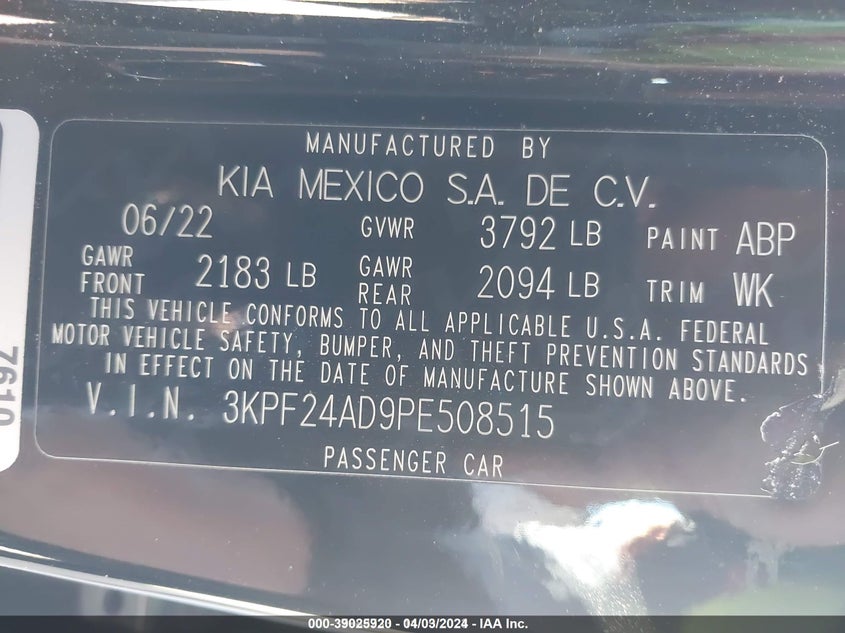 MANUFACTURED BY
KIA MEXICO S.A. DE C.V.
06/22 GVWR 3792 LB PAINT ABP
GAWR FRONT 2183 LB GAWR REAR 2094 LB TRIM WK
THIS VEHICLE CONFORMS TO ALL APPLICABLE U.S.A. FEDERAL
MOTOR VEHICLE SAFETY, BUMPER, AND THEFT PREVENTION STANDARDS
IN EFFECT ON THE DATE OF MANUFACTURE SHOWN ABOVE.
V.I.N. 3KPF24AD9PE508515
PASSENGER CAR
000-39025920 - 04/03/2024 - IAA Inc.